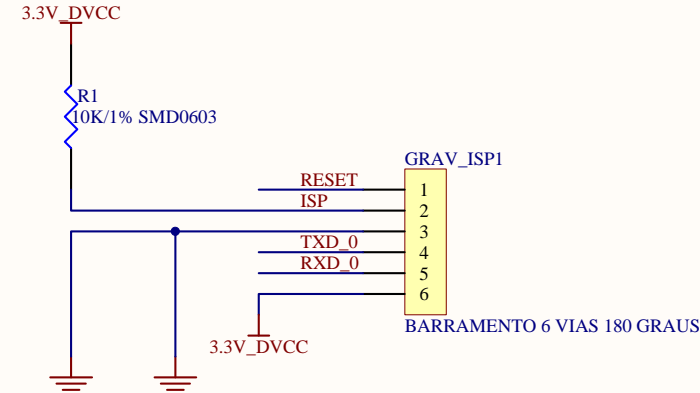 3.3V_DVCC
R1
10K/1% SMD0603
GRAV_ISP1
RESET
1
ISP
2
3
TXD_0
4
RXD_0
5
6
BARRAMENTO 6 VIAS 180 GRAUS
3.3V_DVCC